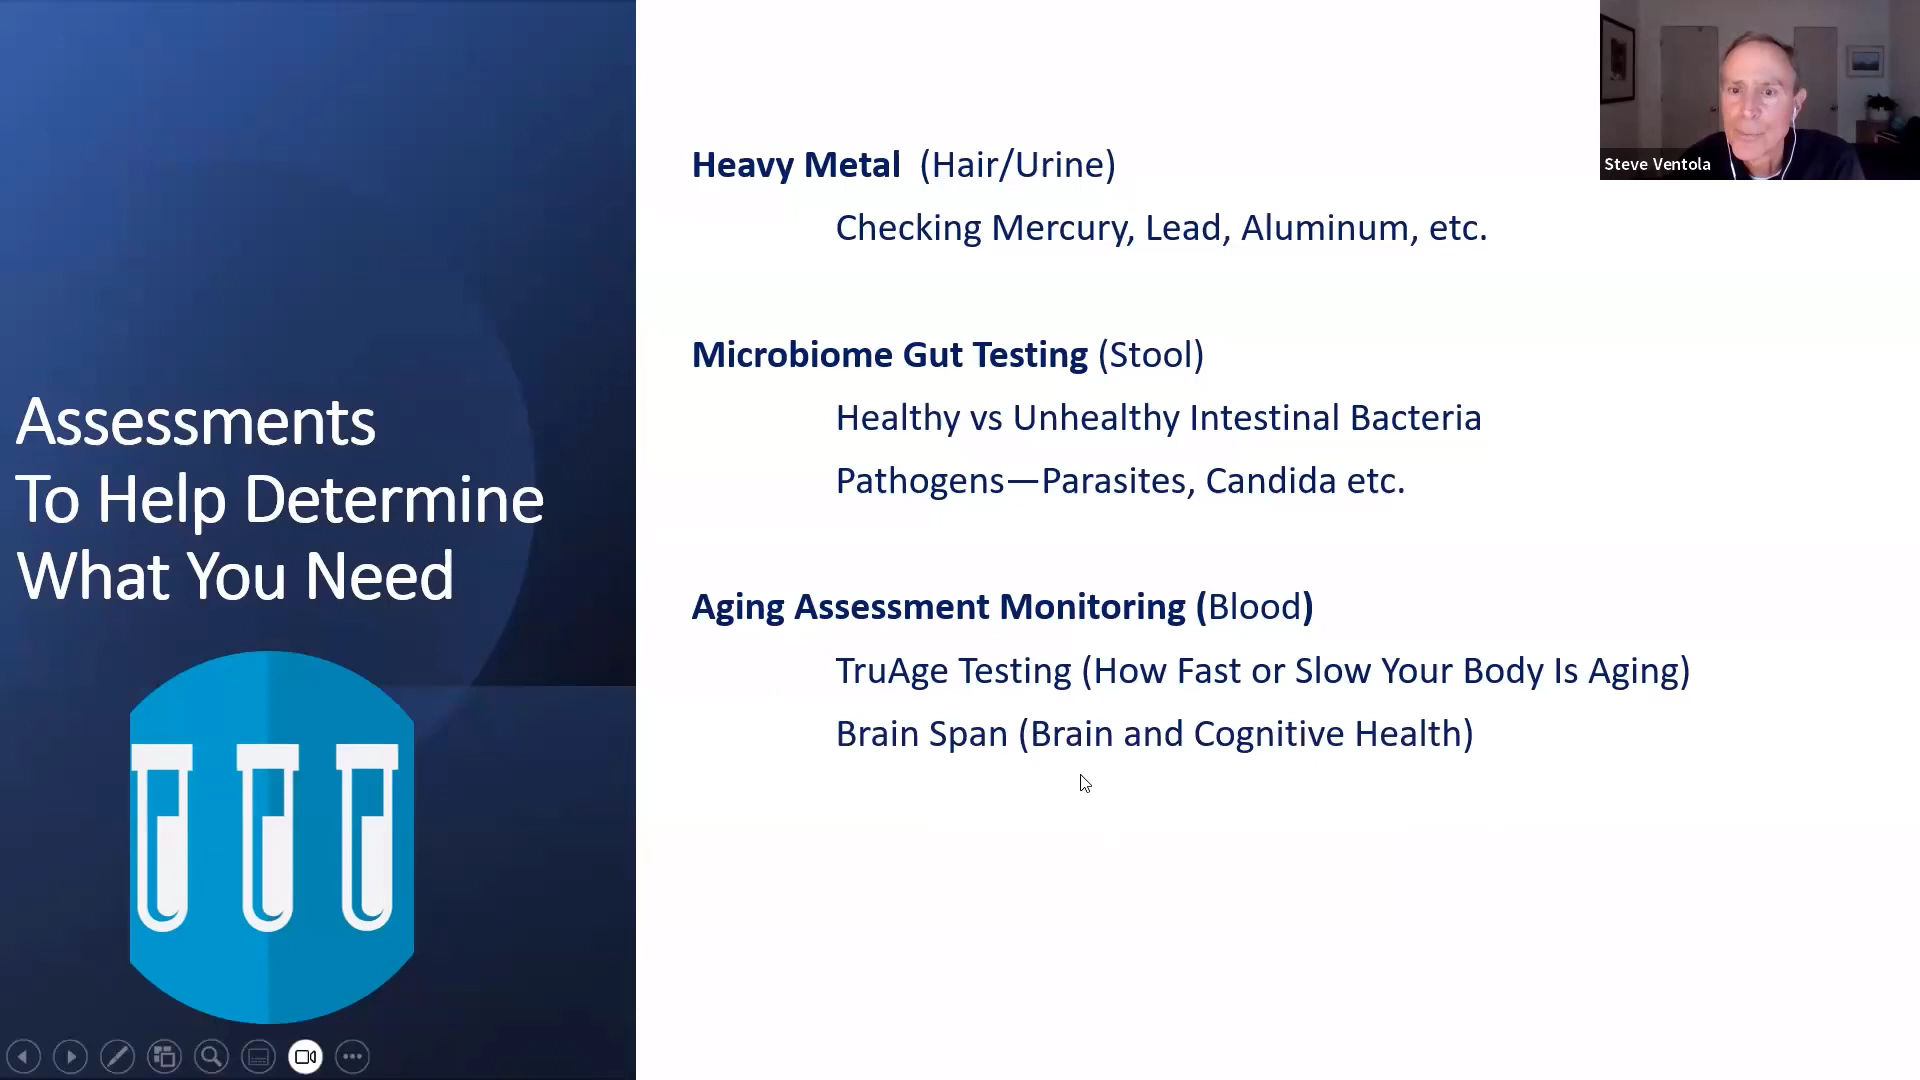 Assessments
To Help Determine
What You Need
Heavy Metal (Hair/Urine)
Checking Mercury, Lead, Aluminum, etc.
Microbiome Gut Testing (Stool)
Healthy vs Unhealthy Intestinal Bacteria
Pathogens—Parasites, Candida etc.
Aging Assessment Monitoring (Blood)
TruAge Testing (How Fast or Slow Your Body Is Aging)
Brain Span (Brain and Cognitive Health)
Steve Ventola